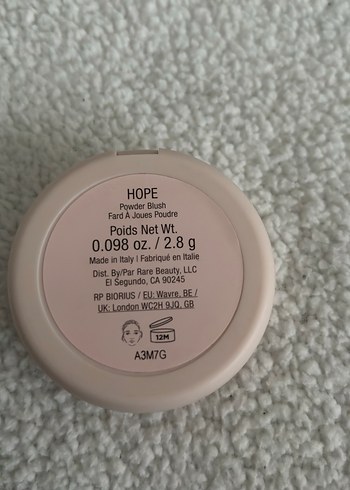 HOPE
Powder Blush
Fard À Joues Poudre
Poids Net Wt.
0.098 oz. / 2.8 g
Made in Italy | Fabriqué en Italie
Dist. By/Par Rare Beauty, LLC
El Segundo, CA 90245
RP BIORIUS / EU: Wavre, BE /
UK: London WC2H 9JQ, GB
12M
A3M7G